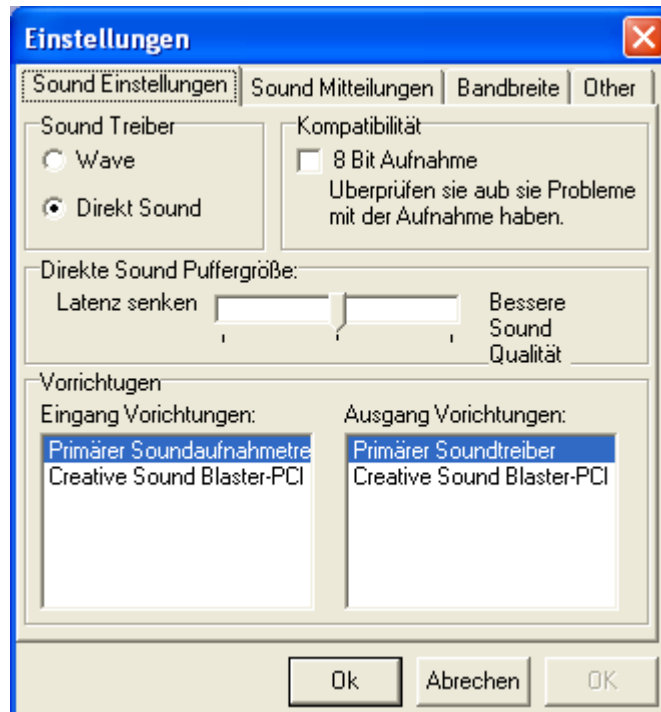 Einstellungen
Sound Einstellungen
Sound Mitteilungen
Bandbreite
Other
Sound Treiber
Wave
Direkt Sound
Kompatibilität
8 Bit Aufnahme
Uberprüfen sie aub sie Probleme
mit der Aufnahme haben.
Direkte Sound Puffergröße:
Latenz senken
Bessere
Sound
Qualität
Vorrichtugen
Eingang Vorichtungen:
Primärer Soundaufnahmetre
Creative Sound Blaster-PCI
Ausgang Vorichtungen:
Primärer Soundtreiber
Creative Sound Blaster-PCI
Ok
Abrechen
OK